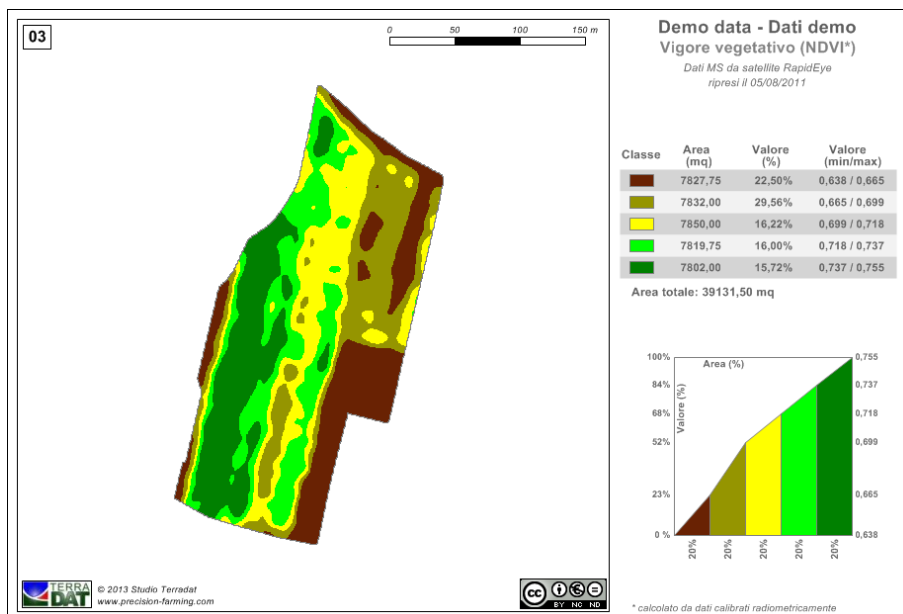 03
0 50 100 150 m
Demo data - Dati demo
Vigore vegetativo (NDVI*)
Dati MS da satellite RapidEye
ripresi il 05/08/2011
Classe Area (mq) Valore (%) Valore (min/max)
7827,75 22,50% 0,638 / 0,665
7832,00 29,56% 0,665 / 0,699
7850,00 16,22% 0,699 / 0,718
7819,75 16,00% 0,718 / 0,737
7802,00 15,72% 0,737 / 0,755
Area totale: 39131,50 mq
Area (%)
Valore (%)
100% 0,755
84% 0,737
68% 0,718
52% 0,699
23% 0,665
0 % 0,638
20% 20% 20% 20% 20%
TERRA
DAT
© 2013 Studio Terradat
www.precision-farming.com
cc
BY NC ND
* calcolato da dati calibrati radiometricamente